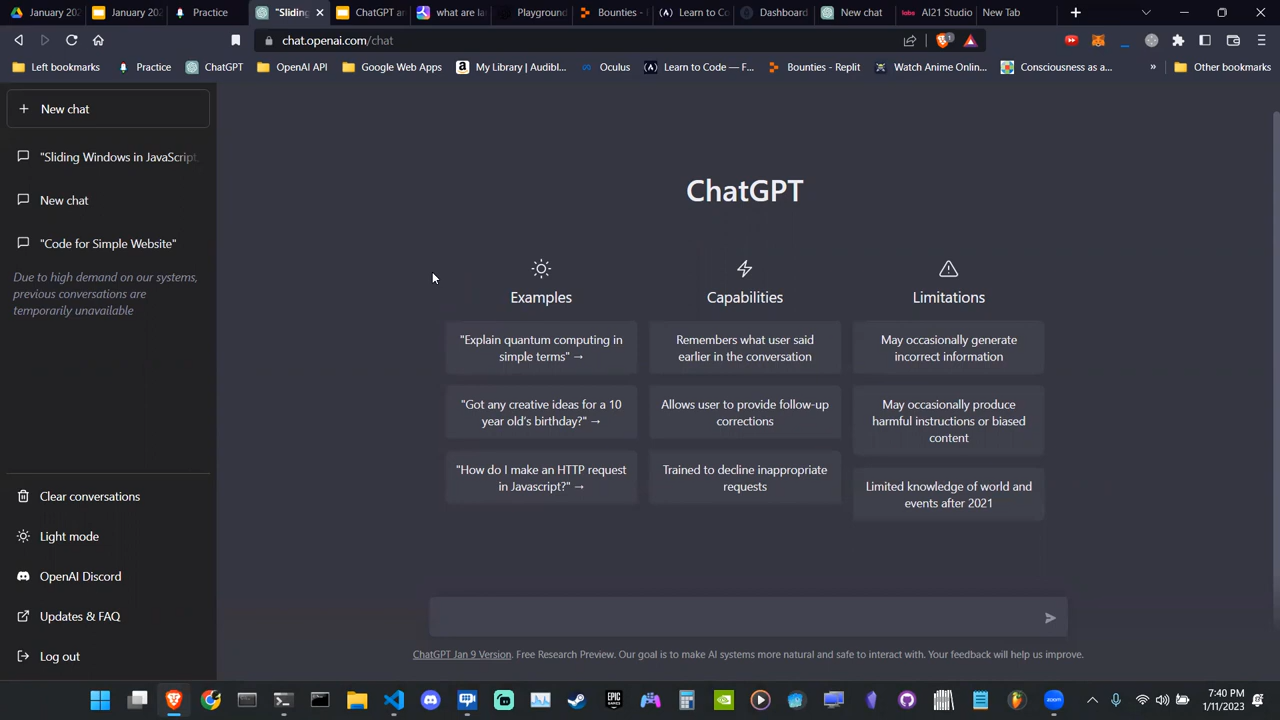 January 202
January 202
Practice
"Sliding
ChatGPT an
what are la
Playground
Bounties –
Learn to Co
Dashboard
New chat
labs
AI21 Studio
New Tab
chat.openai.com/chat
1
Left bookmarks
Practice
ChatGPT
OpenAI API
Google Web Apps
My Library | Audibl...
Oculus
Learn to Code — F...
Bounties - Replit
Watch Anime Onlin...
Consciousness as a...
»
Other bookmarks
New chat
"Sliding Windows in JavaScript.
New chat
"Code for Simple Website"
Due to high demand on our systems,
previous conversations are
temporarily unavailable
Clear conversations
Light mode
OpenAI Discord
Updates & FAQ
Log out
ChatGPT
Examples
"Explain quantum computing in
simple terms" →
"Got any creative ideas for a 10
year old's birthday?" →
"How do I make an HTTP request
in Javascript?" →
Capabilities
Remembers what user said
earlier in the conversation
Allows user to provide follow-up
corrections
Trained to decline inappropriate
requests
Limitations
May occasionally generate
incorrect information
May occasionally produce
harmful instructions or biased
content
Limited knowledge of world and
events after 2021
ChatGPT Jan 9 Version. Free Research Preview. Our goal is to make AI systems more natural and safe to interact with. Your feedback will help us improve.
EPIC
GAMES
zoom
7:40 PM
1/11/2023